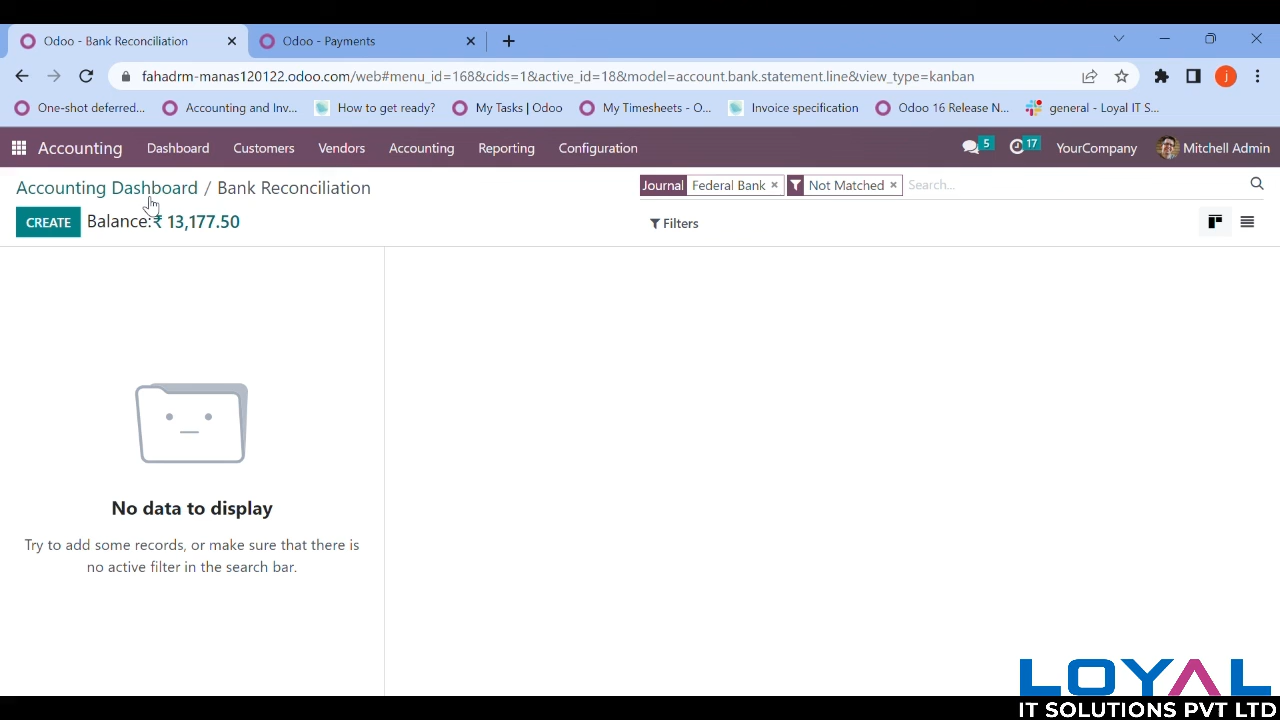 Odoo - Bank Reconciliation
Odoo - Payments
fahadrm-manas120122.odoo.com/web#menu_id=168&cids=1&active_id=18&model=account.bank.statement.line&view_type=kanban
j
One-shot deferred...
Accounting and Inv...
How to get ready?
My Tasks | Odoo
My Timesheets - O...
Invoice specification
Odoo 16 Release N...
general - Loyal IT S...
Accounting
Dashboard
Customers
Vendors
Accounting
Reporting
Configuration
5
17
YourCompany
Mitchell Admin
Accounting Dashboard / Bank Reconciliation
Journal Federal Bank × Not Matched × Search...
CREATE Balance:₹ 13,177.50
Filters
No data to display
Try to add some records, or make sure that there is
no active filter in the search bar.
LOYAL
IT SOLUTIONS PVT LTD